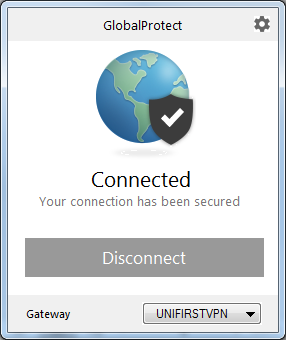 GlobalProtect
Connected
Your connection has been secured
Disconnect
Gateway
UNIFIRSTVPN